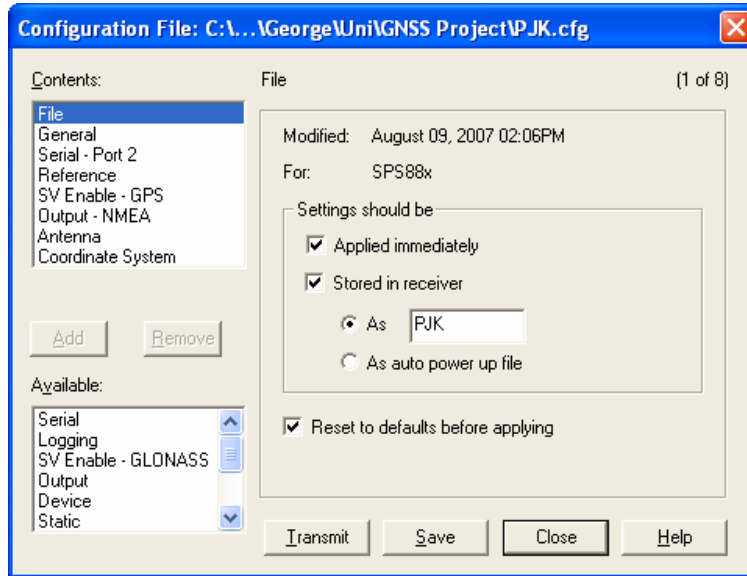 Configuration File: C:\...\George\Uni\GNSS Project\PJK.cfg
Contents:
File
General
Serial - Port 2
Reference
SV Enable - GPS
Output - NMEA
Antenna
Coordinate System
Add
Remove
Available:
Serial
Logging
SV Enable - GLONASS
Output
Device
Static
File
(1 of 8)
Modified: August 09, 2007 02:06PM
For: SPS88x
Settings should be
Applied immediately
Stored in receiver
As PJK
As auto power up file
Reset to defaults before applying
Transmit
Save
Close
Help